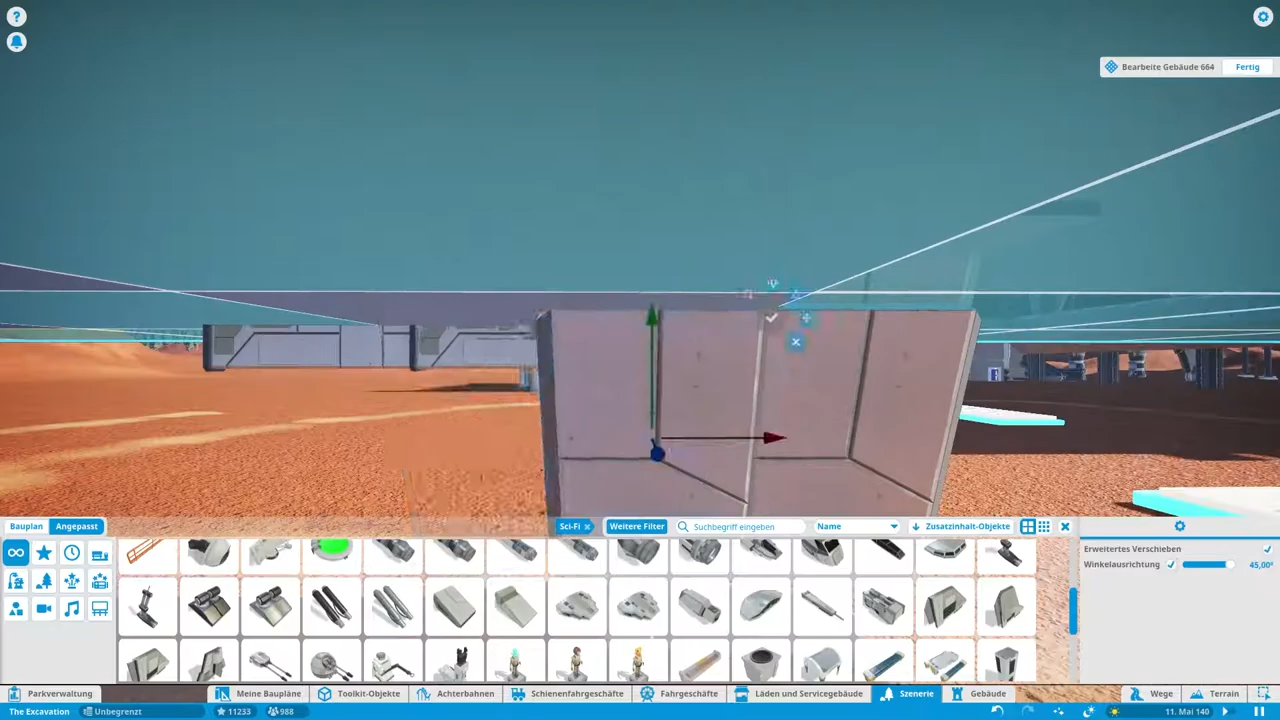 ?
Bearbeite Gebäude 664 Fertig
Bauplan Angepasst Sci-Fi × Weitere Filter Suchbegriff eingeben Name Zusatzinhalt-Objekte
Erweitertes Verschieben
Winkelausrichtung 45,00°
Parkverwaltung Meine Baupläne Toolkit-Objekte Achterbahnen Schienenfahrgeschäfte Fahrgeschäfte Läden und Servicegebäude Szenerie Gebäude Wege Terrain
The Excavation Unbegrenzt 11233 988 11. Mai 140